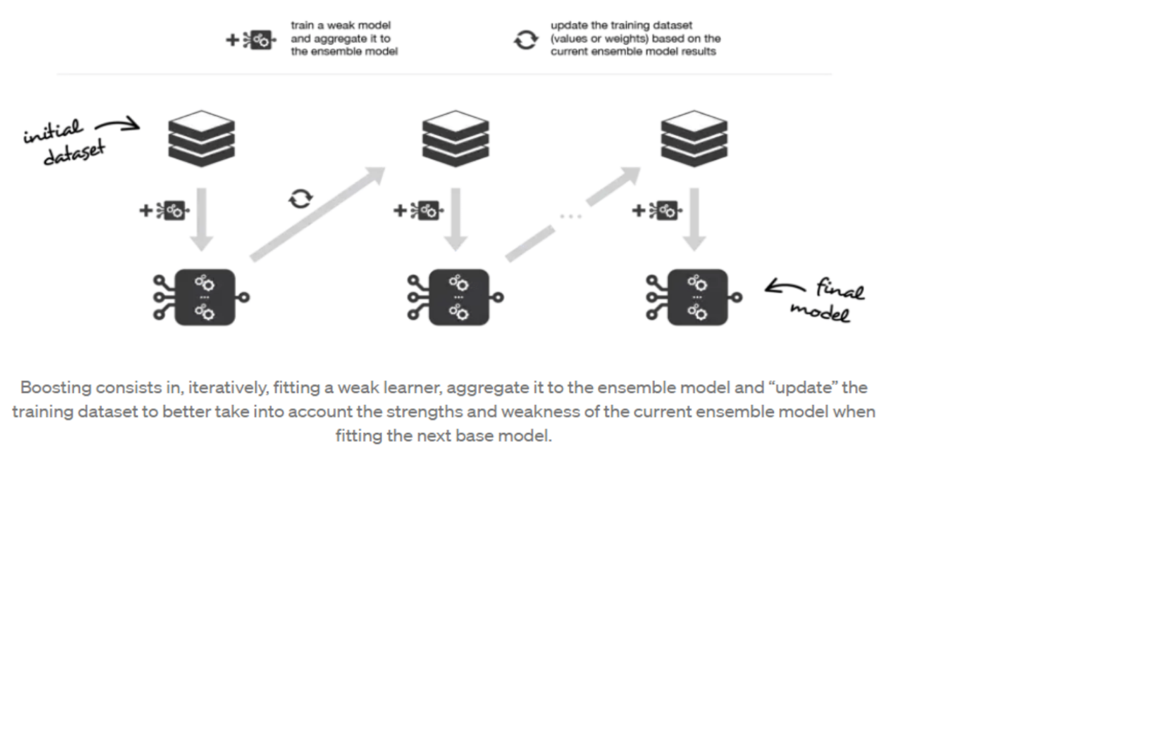 train a weak model
and aggregate it to
the ensemble model
update the training dataset
(values or weights) based on the
current ensemble model results
initial
dataset
final
model
Boosting consists in, iteratively, fitting a weak learner, aggregate it to the ensemble model and “update” the
training dataset to better take into account the strengths and weakness of the current ensemble model when
fitting the next base model.